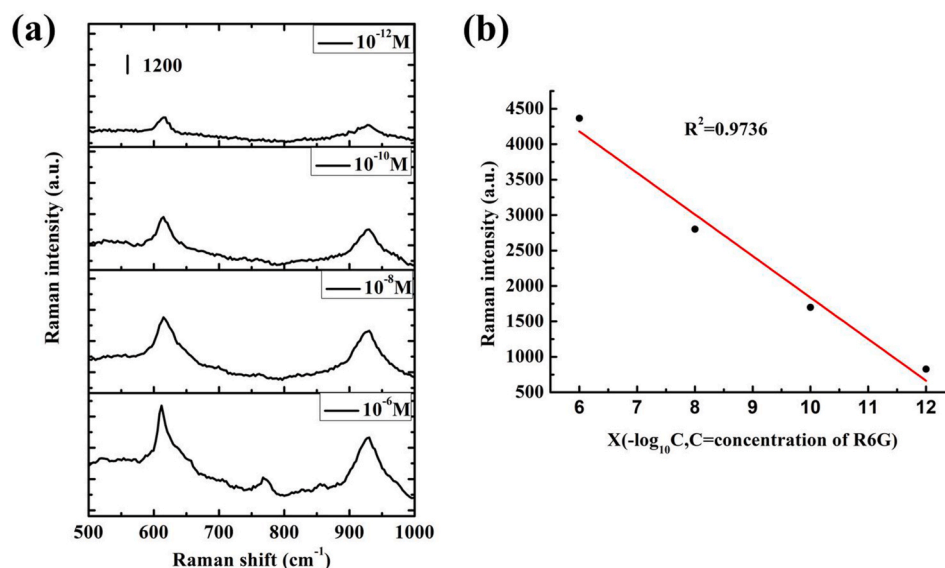 (a)
10⁻¹²M
1200
10⁻¹⁰M
10⁻⁸M
10⁻⁶M
Raman intensity (a.u.)
500 600 700 800 900 1000
Raman shift (cm⁻¹)
(b)
4500
4000
3500
3000
2500
2000
1500
1000
500
R²=0.9736
Raman intensity (a.u.)
6 7 8 9 10 11 12
X(-log₁₀C,C=concentration of R6G)